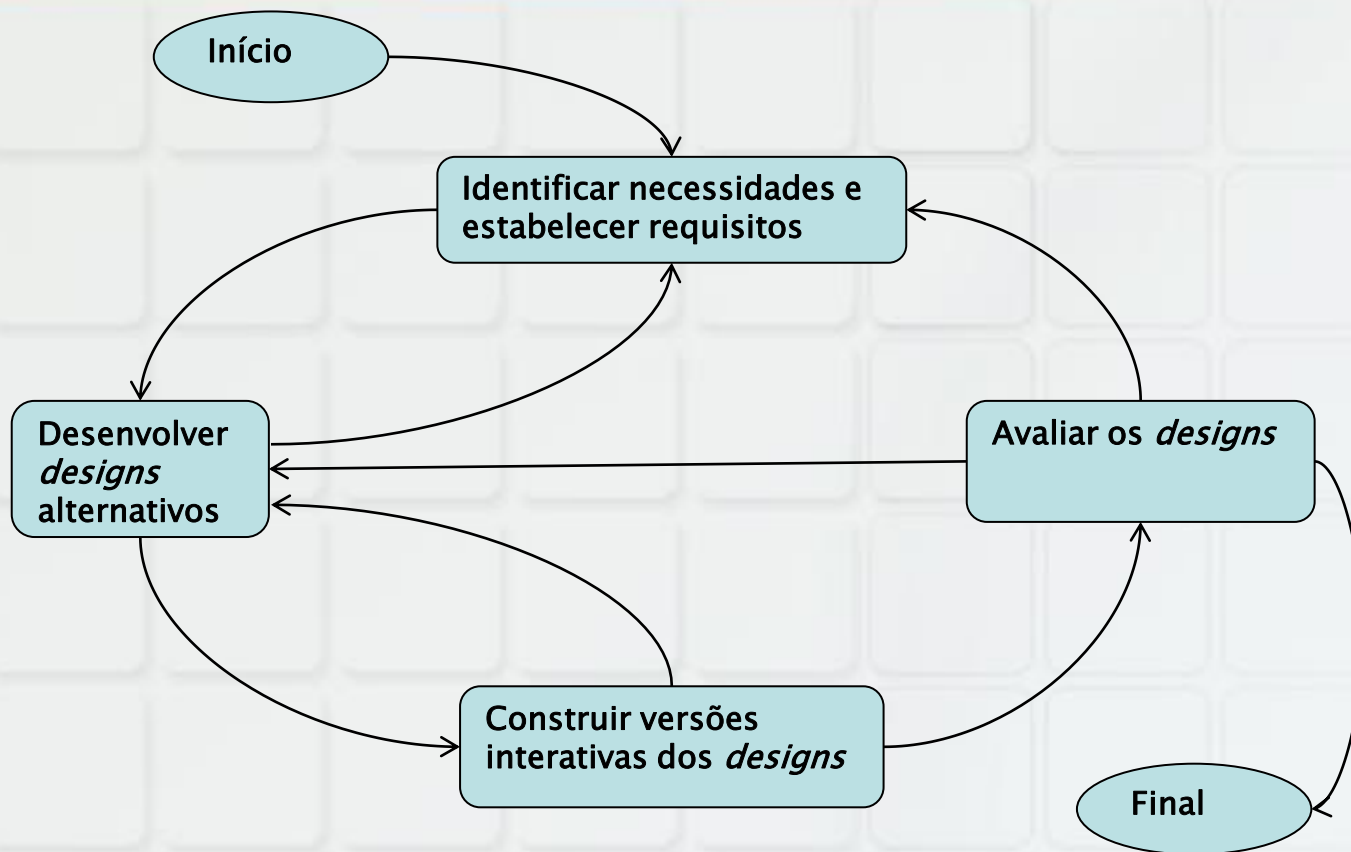 Início
Identificar necessidades e
estabelecer requisitos
Desenvolver
designs
alternativos
Avaliar os designs
Construir versões
interativas dos designs
Final